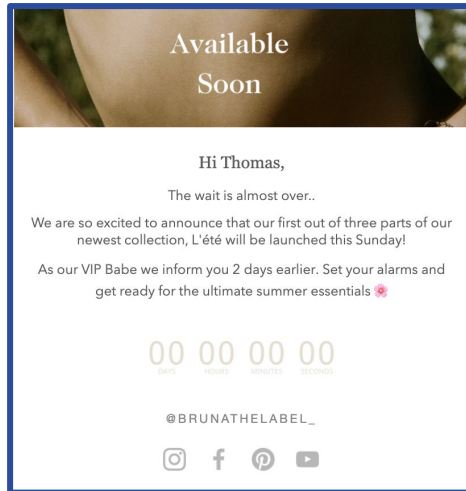 Available
Soon
Hi Thomas,
The wait is almost over..
We are so excited to announce that our first out of three parts of our
newest collection, L'été will be launched this Sunday!
As our VIP Babe we inform you 2 days earlier. Set your alarms and
get ready for the ultimate summer essentials 🌸
00 00 00 00
DAYS HOURS MINUTES SECONDS
@BRUNATHELABEL_